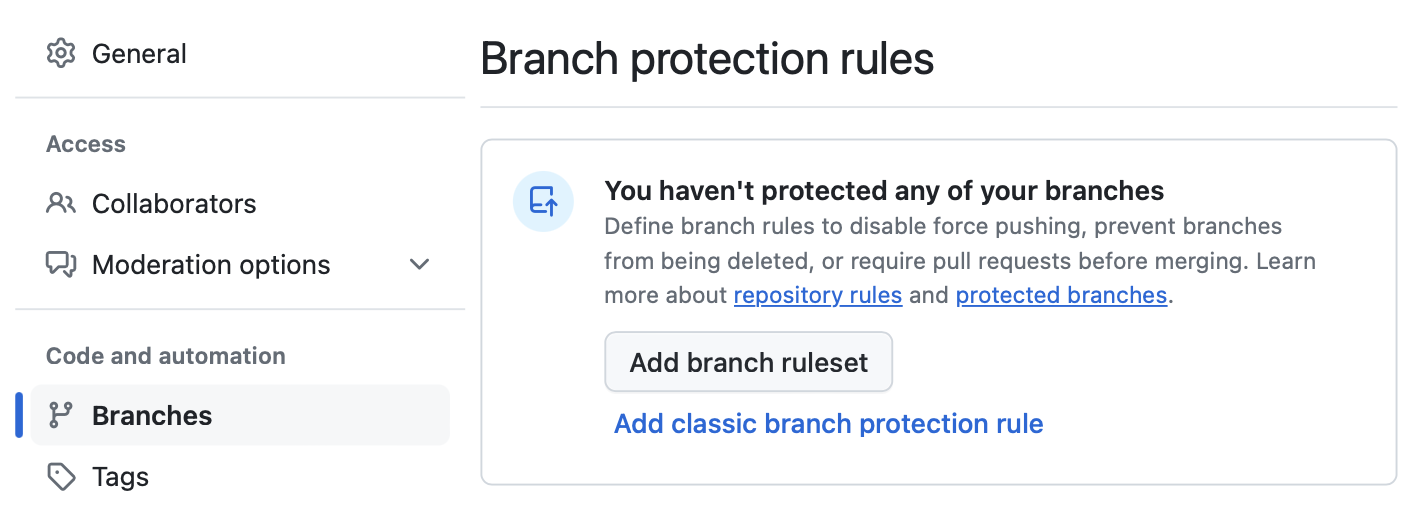 General
Access
Collaborators
Moderation options
Code and automation
Branches
Tags
Branch protection rules
You haven't protected any of your branches
Define branch rules to disable force pushing, prevent branches
from being deleted, or require pull requests before merging. Learn
more about repository rules and protected branches.
Add branch ruleset
Add classic branch protection rule